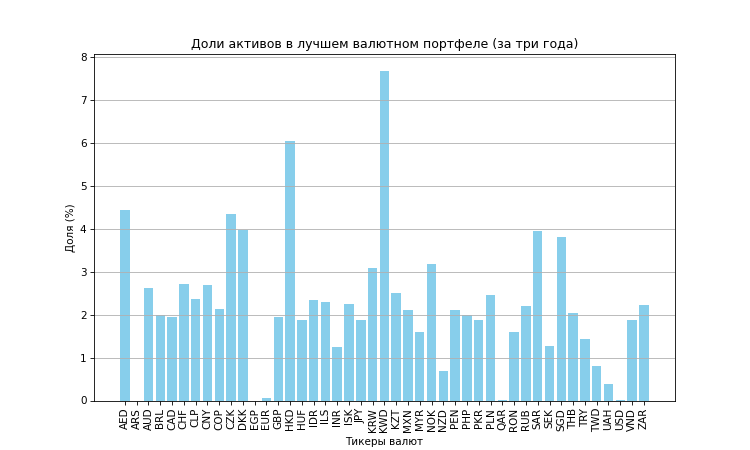 Доли активов в лучшем валютном портфеле (за три года)
Доля (%)
8
7
6
5
4
3
2
1
0
AED
ARS
AUD
BRL
CAD
CHF
CLP
CNY
COP
CZK
DKK
EGP
EUR
GBP
HKD
HUF
IDR
ILS
INR
ISK
JPY
KRW
KWD
KZT
MXN
MYR
NOK
NZD
PEN
PHP
PKR
PLN
QAR
RON
RUB
SAR
SEK
SGD
THB
TRY
TWD
UAH
USD
VND
ZAR
Тикеры валют